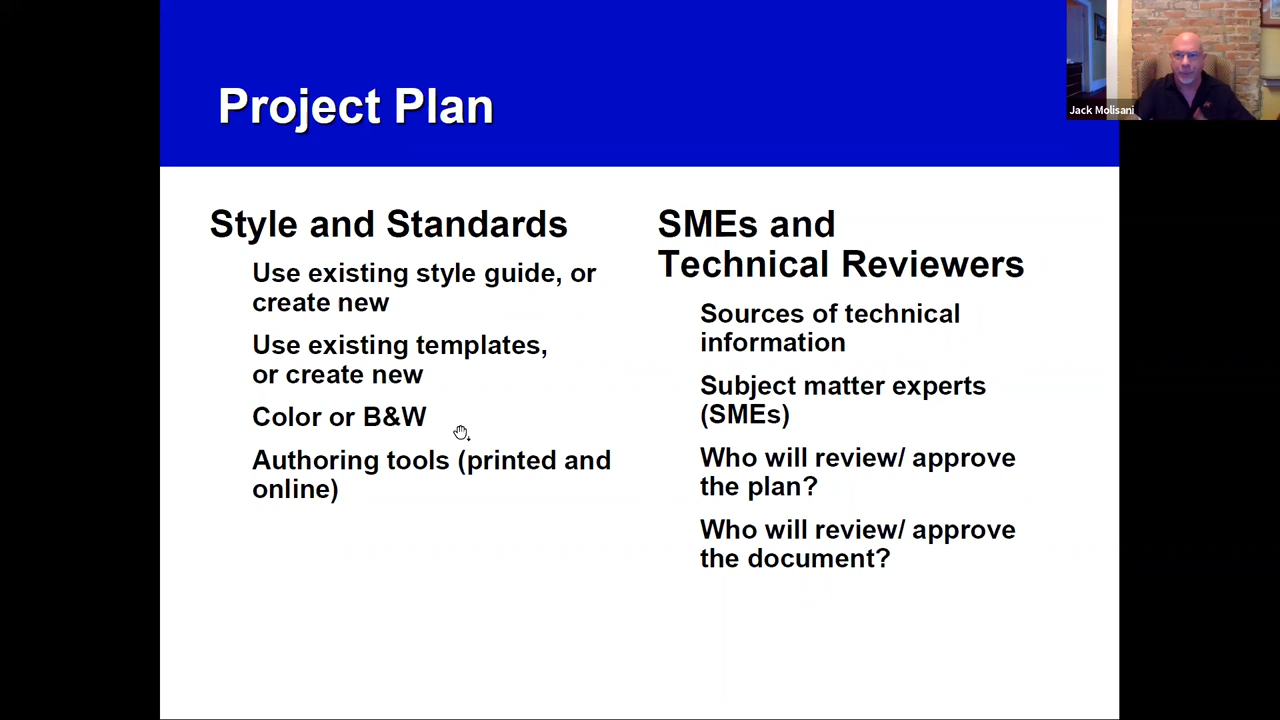 Project Plan
Jack Molisani
Style and Standards
Use existing style guide, or
create new
Use existing templates,
or create new
Color or B&W
Authoring tools (printed and
online)
SMEs and
Technical Reviewers
Sources of technical
information
Subject matter experts
(SMEs)
Who will review/ approve
the plan?
Who will review/ approve
the document?